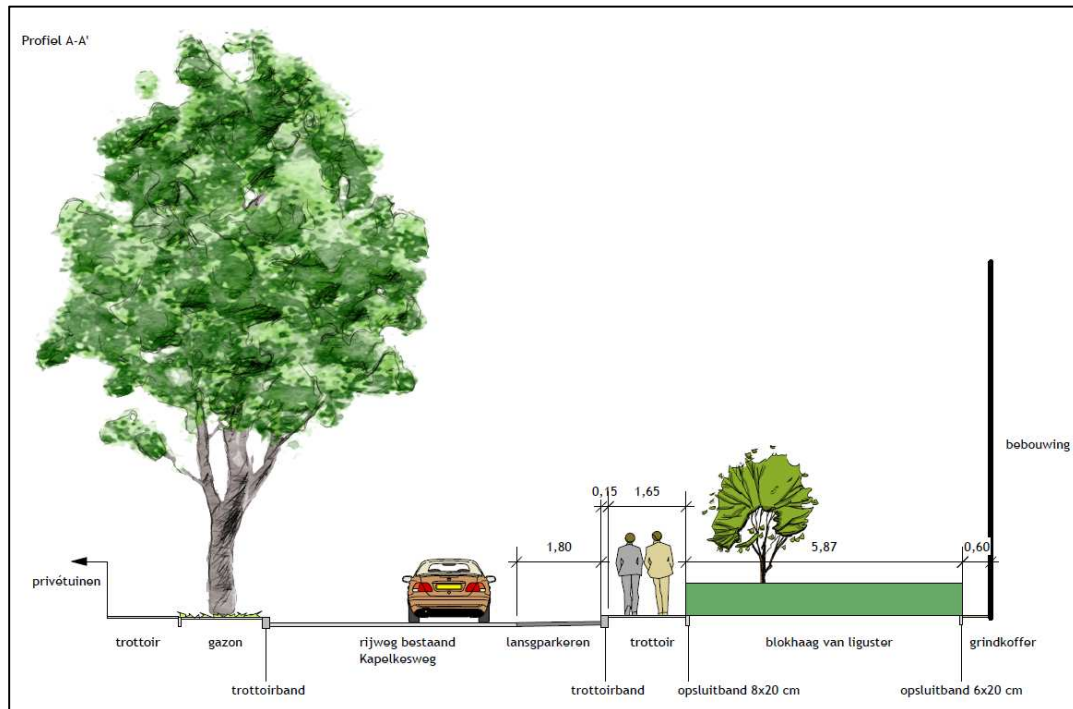 Profiel A-A'
bebouwing
0,15
1,65
1,80
5,87
0,60
privétuinen
trottoir
gazon
rijweg bestaand
Kapelkesweg
lansgparkeren
trottoir
blokhaag van liguster
grindkoffer
trottoirband
trottoirband
opsluitband 8x20 cm
opsluitband 6x20 cm